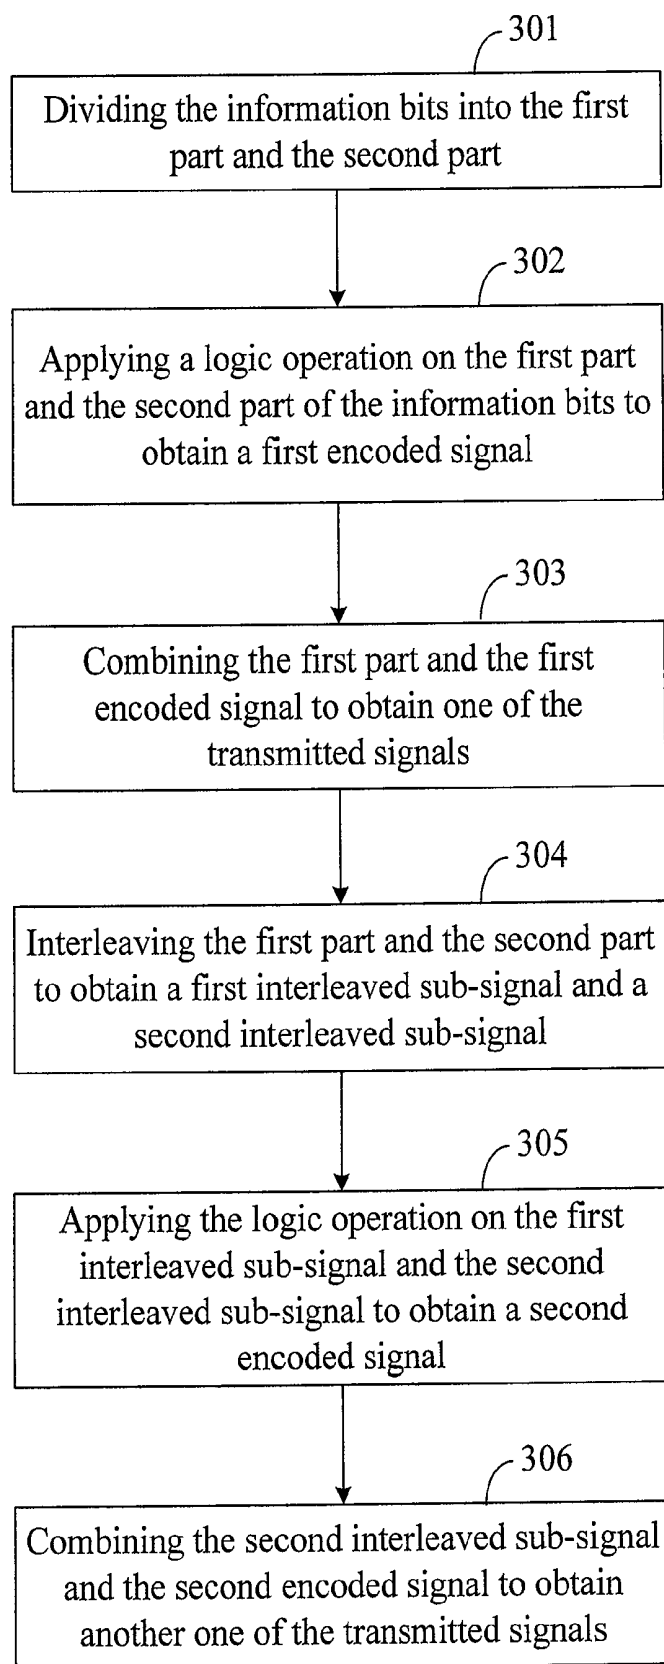 301
Dividing the information bits into the first
part and the second part
302
Applying a logic operation on the first part
and the second part of the information bits to
obtain a first encoded signal
303
Combining the first part and the first
encoded signal to obtain one of the
transmitted signals
304
Interleaving the first part and the second part
to obtain a first interleaved sub-signal and a
second interleaved sub-signal
305
Applying the logic operation on the first
interleaved sub-signal and the second
interleaved sub-signal to obtain a second
encoded signal
306
Combining the second interleaved sub-signal
and the second encoded signal to obtain
another one of the transmitted signals